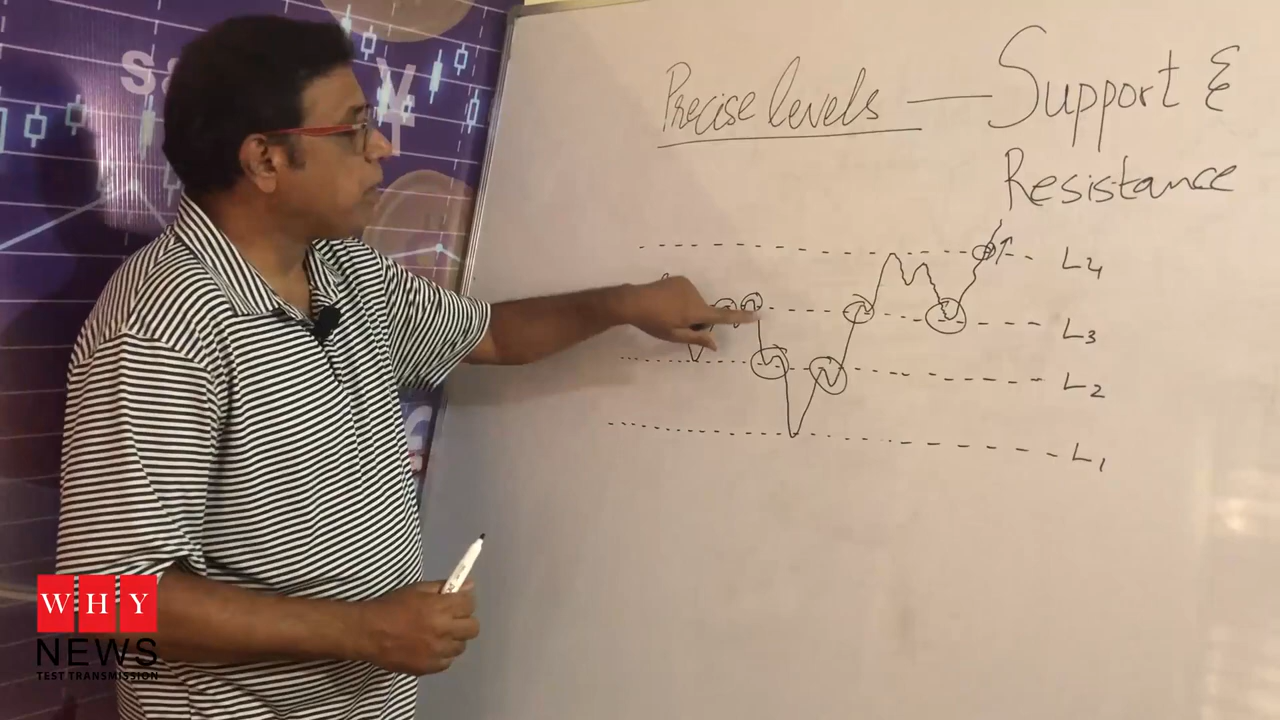 Precise levels — Support &
Resistance
L4
L3
L2
L1
WHY
NEWS
TEST TRANSMISSION